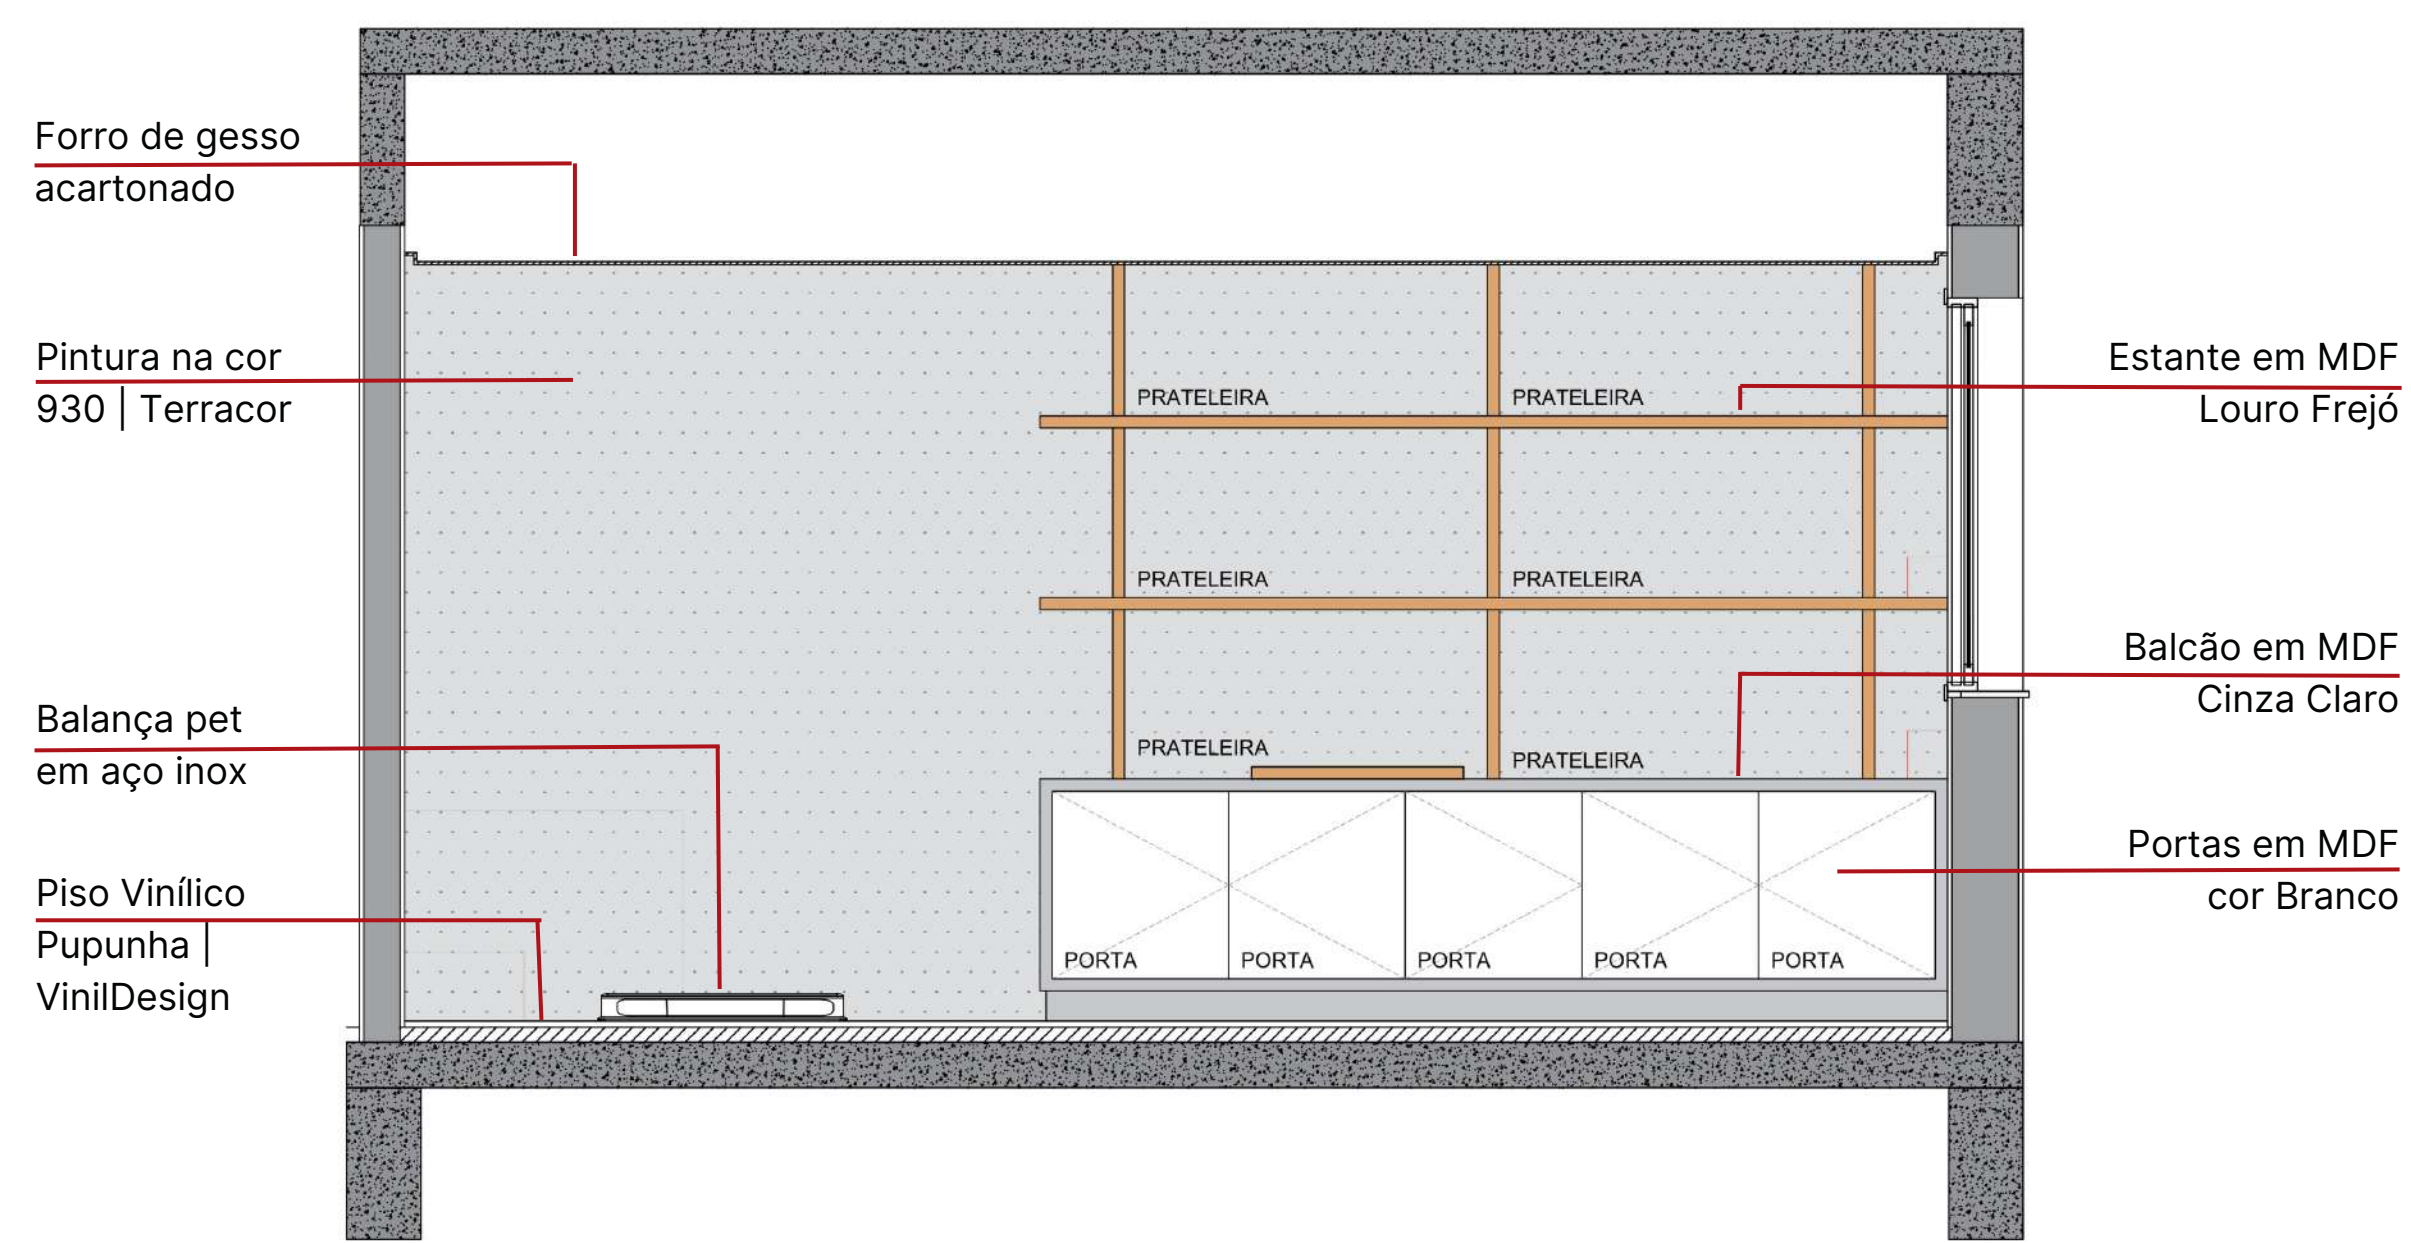 Forro de gesso
acartonado
Pintura na cor
930 | Terracor
Balança pet
em aço inox
Piso Vinílico
Pupunha |
VinilDesign
PRATELEIRA
PRATELEIRA
PRATELEIRA
PRATELEIRA
PRATELEIRA
PRATELEIRA
PORTA
PORTA
PORTA
PORTA
PORTA
Estante em MDF
Louro Frejó
Balcão em MDF
Cinza Claro
Portas em MDF
cor Branco